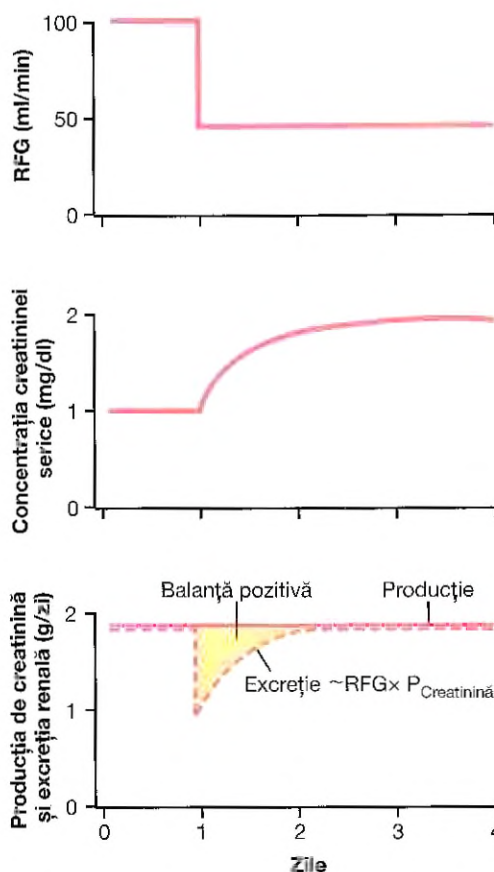 RFG (ml/min)
100
50
0
Concentrația creatininei
serice (mg/dl)
2
1
0
Producția de creatinină
și excreția renală (g/zi)
Balanță pozitivă
Producție
Excreție ~RFG× PCreatinină
2
1
0
0 1 2 3 4
Zile